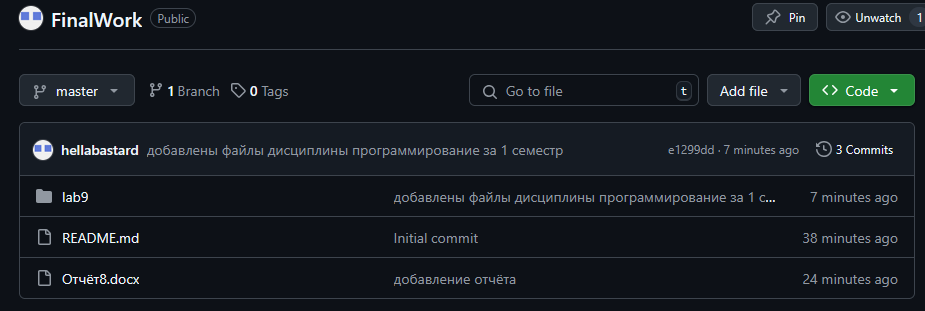 FinalWork Public Pin Unwatch 1
master 1 Branch 0 Tags Go to file t Add file Code
hellabastard добавлены файлы дисциплины программирование за 1 семестр e1299dd · 7 minutes ago 3 Commits
lab9 добавлены файлы дисциплины программирование за 1 с... 7 minutes ago
README.md Initial commit 38 minutes ago
Отчёт8.docx добавление отчёта 24 minutes ago